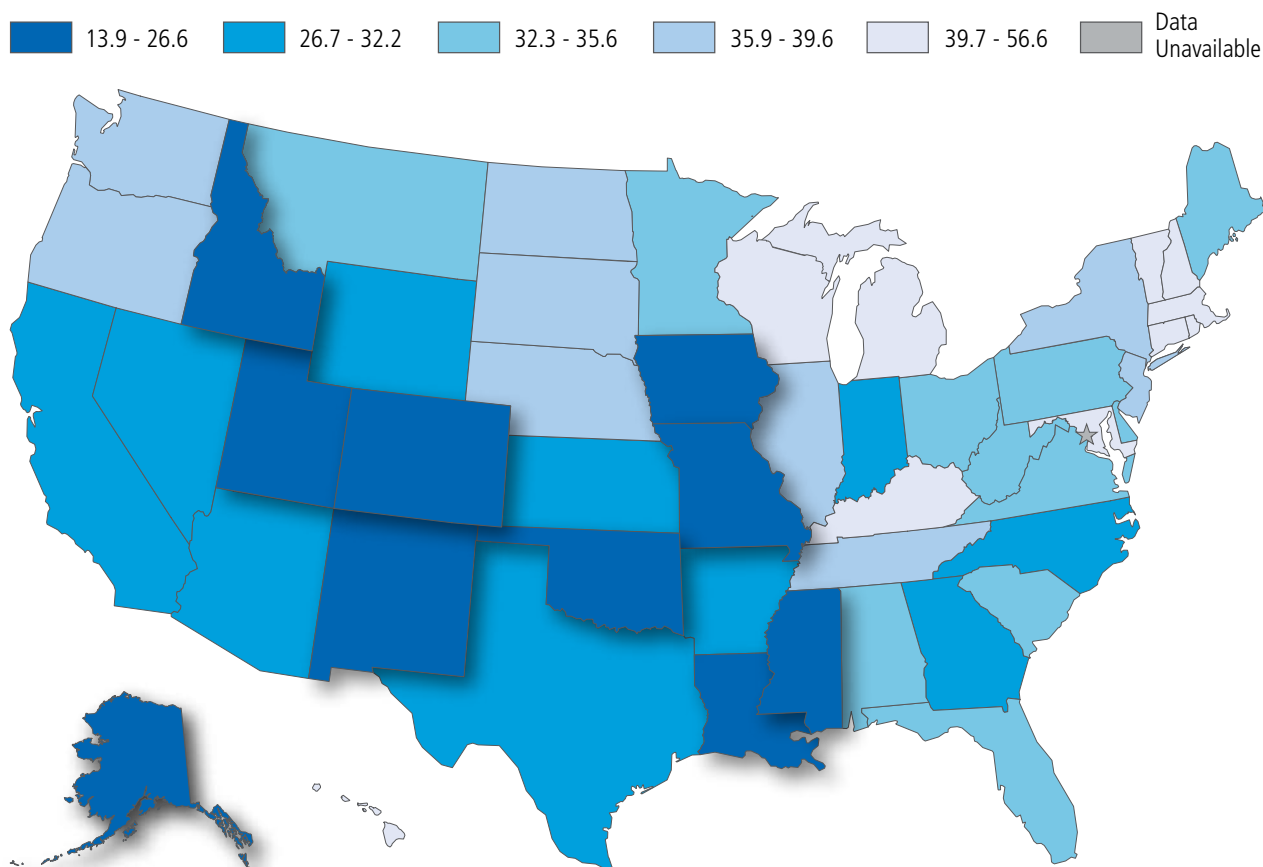 13.9 - 26.6
26.7 - 32.2
32.3 - 35.6
35.9 - 39.6
39.7 - 56.6
Data
Unavailable